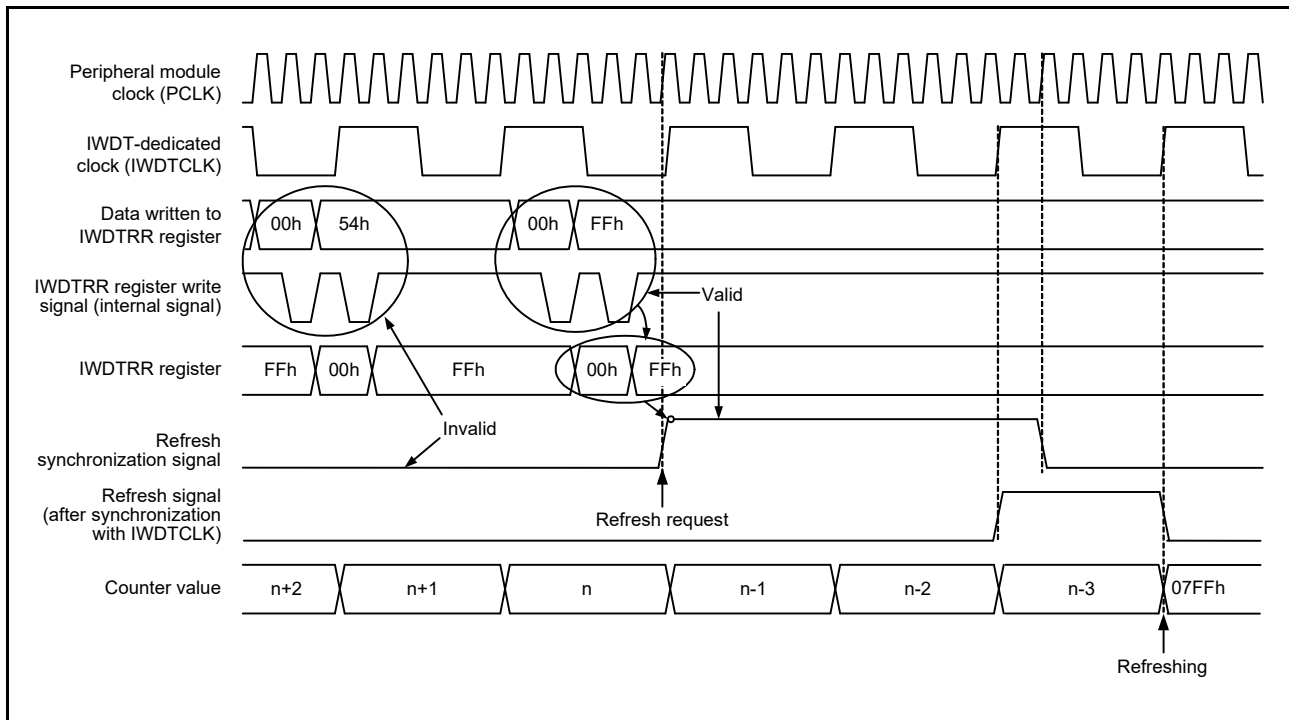 Peripheral module
clock (PCLK)
IWDT-dedicated
clock (IWDTCLK)
Data written to
IWDTRR register
00h 54h 00h FFh
IWDTRR register write
signal (internal signal)
Valid
IWDTRR register
FFh 00h FFh 00h FFh
Invalid
Refresh
synchronization signal
Refresh signal
(after synchronization
with IWDTCLK)
Refresh request
Counter value
n+2 n+1 n n-1 n-2 n-3 07FFh
Refreshing